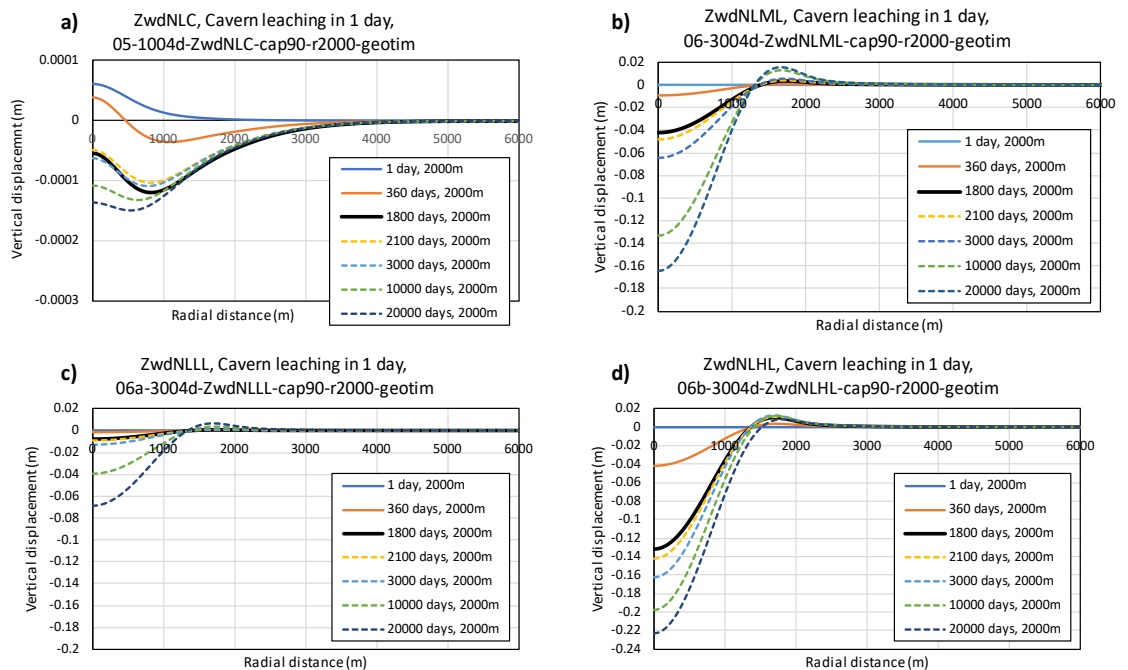 a)
ZwdNLC, Cavern leaching in 1 day,
05-1004d-ZwdNLC-cap90-r2000-geotim
0.0001
0
-0.0001
-0.0002
-0.0003
0 1000 2000 3000 4000 5000 6000
Vertical displacemnt (m)
Radial distance (m)
1 day, 2000m
360 days, 2000m
1800 days, 2000m
2100 days, 2000m
3000 days, 2000m
10000 days, 2000m
20000 days, 2000m
b)
ZwdNLML, Cavern leaching in 1 day,
06-3004d-ZwdNLML-cap90-r2000-geotim
0.02
0
-0.02
-0.04
-0.06
-0.08
-0.1
-0.12
-0.14
-0.16
-0.18
-0.2
0 1000 2000 3000 4000 5000 6000
Vertical displacement (m)
Radial distance (m)
1 day, 2000m
360 days, 2000m
1800 days, 2000m
2100 days, 2000m
3000 days, 2000m
10000 days, 2000m
20000 days, 2000m
c)
ZwdNLLL, Cavern leaching in 1 day,
06a-3004d-ZwdNLLL-cap90-r2000-geotim
0.02
0
-0.02
-0.04
-0.06
-0.08
-0.1
-0.12
-0.14
-0.16
-0.18
-0.2
0 1000 2000 3000 4000 5000 6000
Vertical displacement (m)
Radial distance (m)
1 day, 2000m
360 days, 2000m
1800 days, 2000m
2100 days, 2000m
3000 days, 2000m
10000 days, 2000m
20000 days, 2000m
d)
ZwdNLHL, Cavern leaching in 1 day,
06b-3004d-ZwdNLHL-cap90-r2000-geotim
0.02
0
-0.02
-0.04
-0.06
-0.08
-0.1
-0.12
-0.14
-0.16
-0.18
-0.2
-0.22
-0.24
0 1000 2000 3000 4000 5000 6000
Vertical displacement (m)
Radial distance (m)
1 day, 2000m
360 days, 2000m
1800 days, 2000m
2100 days, 2000m
3000 days, 2000m
10000 days, 2000m
20000 days, 2000m